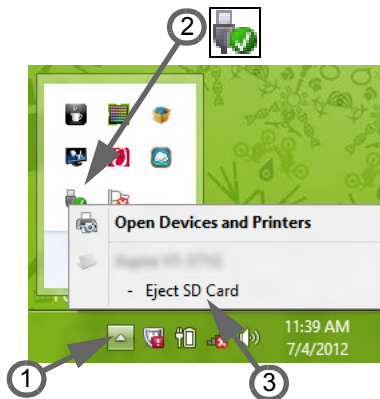 2
Open Devices and Printers
- Eject SD Card
11:39 AM
7/4/2012
1
3